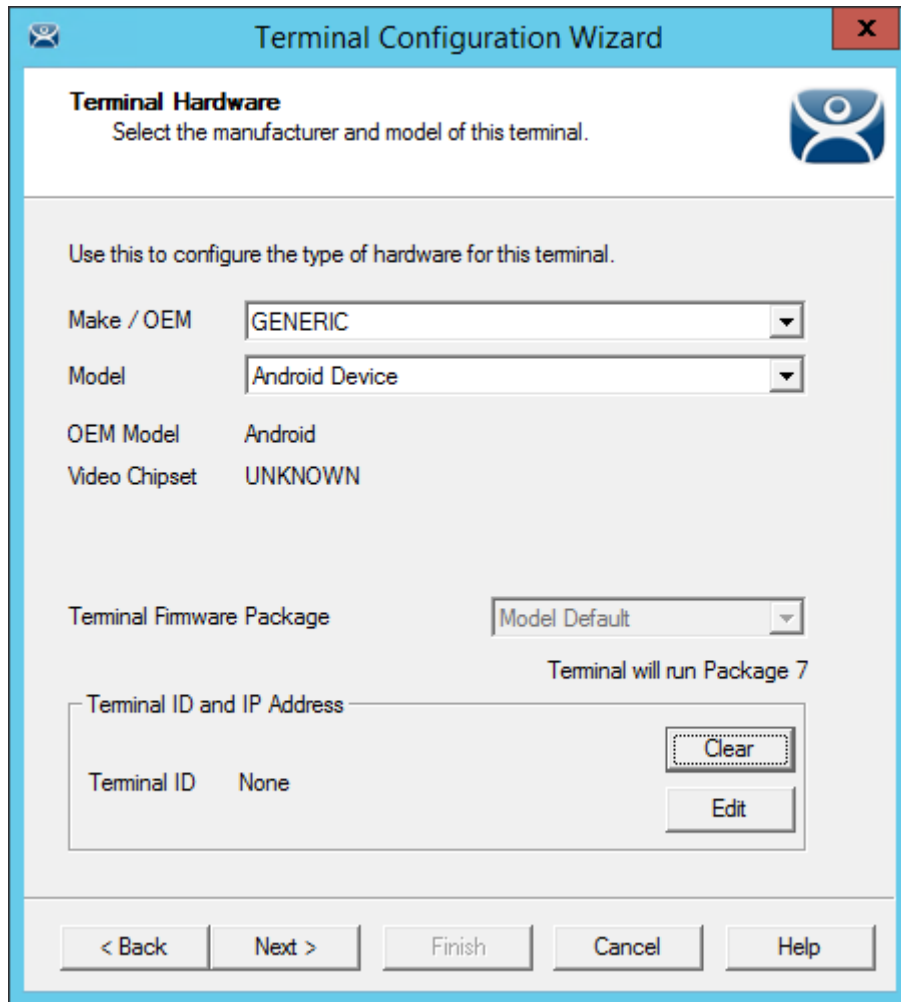 Terminal Configuration Wizard
x
Terminal Hardware
Select the manufacturer and model of this terminal.
Use this to configure the type of hardware for this terminal.
Make / OEM GENERIC
Model Android Device
OEM Model Android
Video Chipset UNKNOWN
Terminal Firmware Package Model Default
Terminal will run Package 7
Terminal ID and IP Address
Clear
Terminal ID None
Edit
< Back Next > Finish Cancel Help